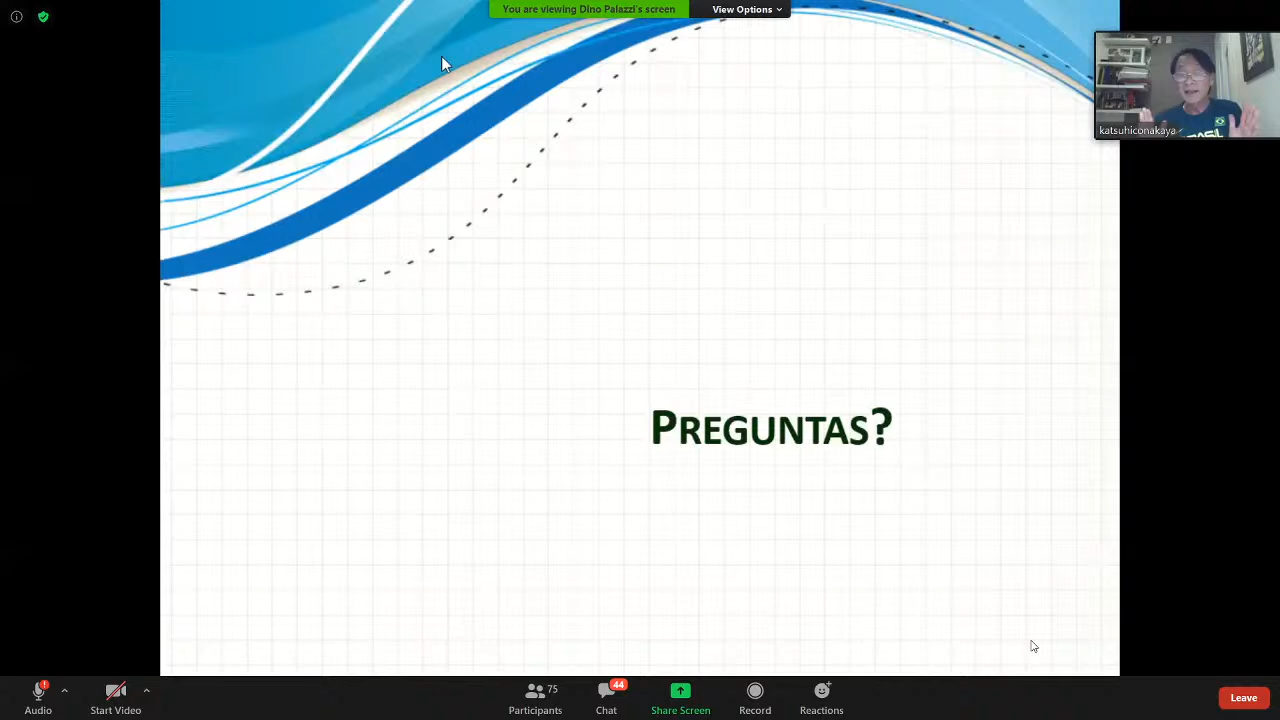 You are viewing Dino Palazzi's screen
View Options
katsuhiconakaya
BRASIL
PREGUNTAS?
75
44
Audio
Start Video
Participants
Chat
Share Screen
Record
Reactions
Leave